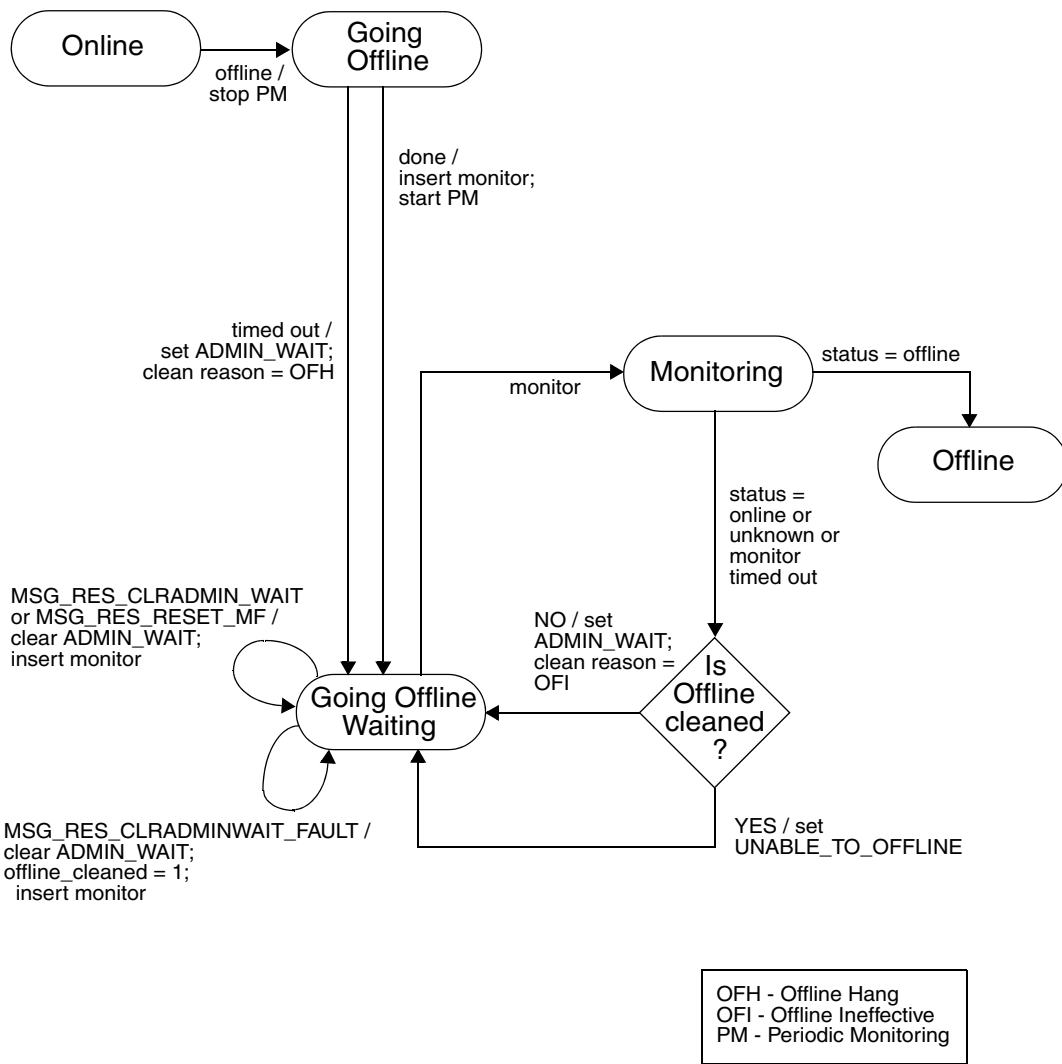 Online
offline /
stop PM
Going
Offline
done /
insert monitor;
start PM
timed out /
set ADMIN_WAIT;
clean reason = OFH
monitor
Monitoring
status = offline
Offline
status =
online or
unknown or
monitor
timed out
MSG_RES_CLRADMIN_WAIT
or MSG_RES_RESET_MF /
clear ADMIN_WAIT;
insert monitor
NO / set
ADMIN_WAIT;
clean reason =
OFI
Is
Offline
cleaned
?
Going Offline
Waiting
MSG_RES_CLRADMINWAIT_FAULT /
clear ADMIN_WAIT;
offline_cleaned = 1;
insert monitor
YES / set
UNABLE_TO_OFFLINE
OFH - Offline Hang
OFI - Offline Ineffective
PM - Periodic Monitoring